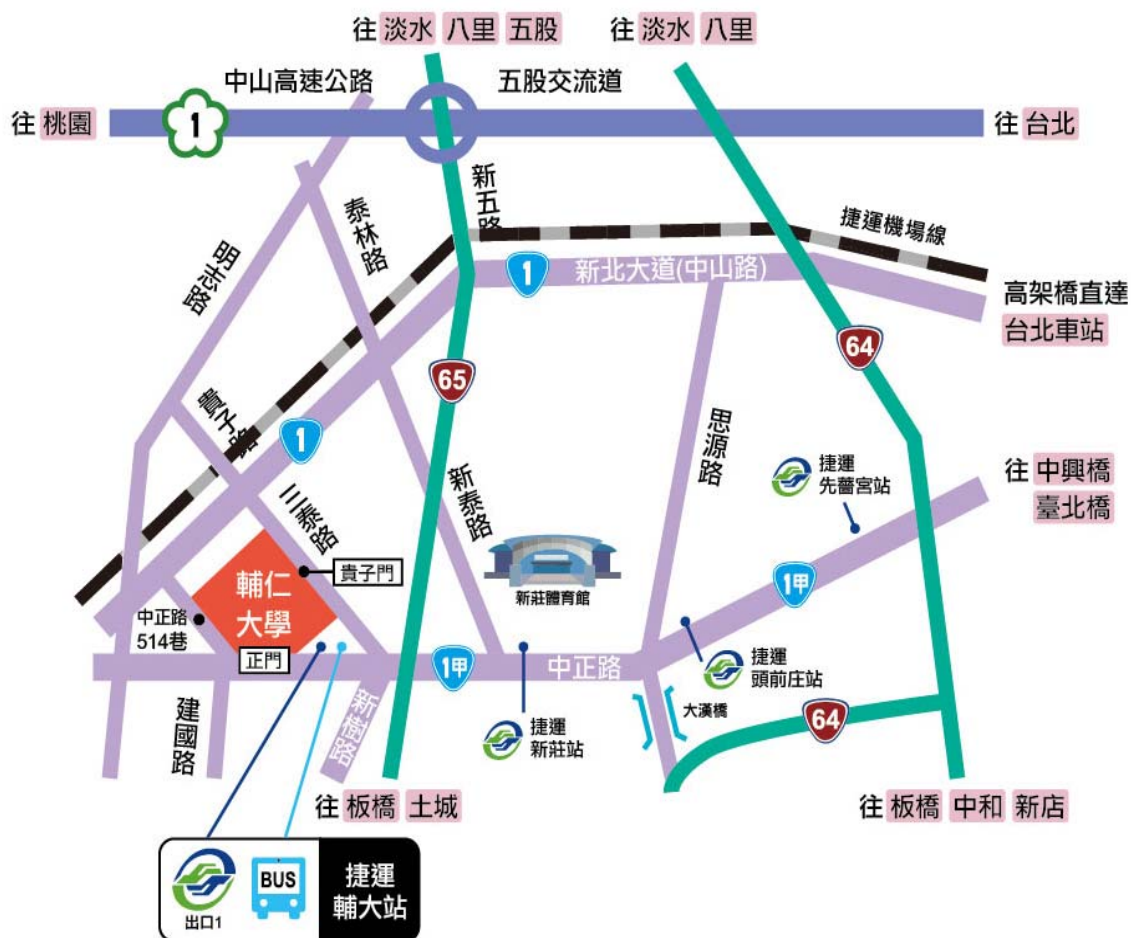 往 淡水 八里 五股
往 淡水 八里
中山高速公路
五股交流道
往 桃園
1
往 台北
新五路
泰林路
明志路
捷運機場線
1
新北大道(中山路)
高架橋直達
台北車站
64
65
貴子路
1
思源路
捷運
先嗇宮站
往 中興橋
臺北橋
新泰路
三泰路
貴子門
新莊體育館
1甲
輔仁
大學
中正路
514巷
正門
1甲
中正路
捷運
頭前庄站
建國路
新樹路
捷運
新莊站
大漢橋
64
往 板橋 土城
往 板橋 中和 新店
出口1
BUS
捷運
輔大站